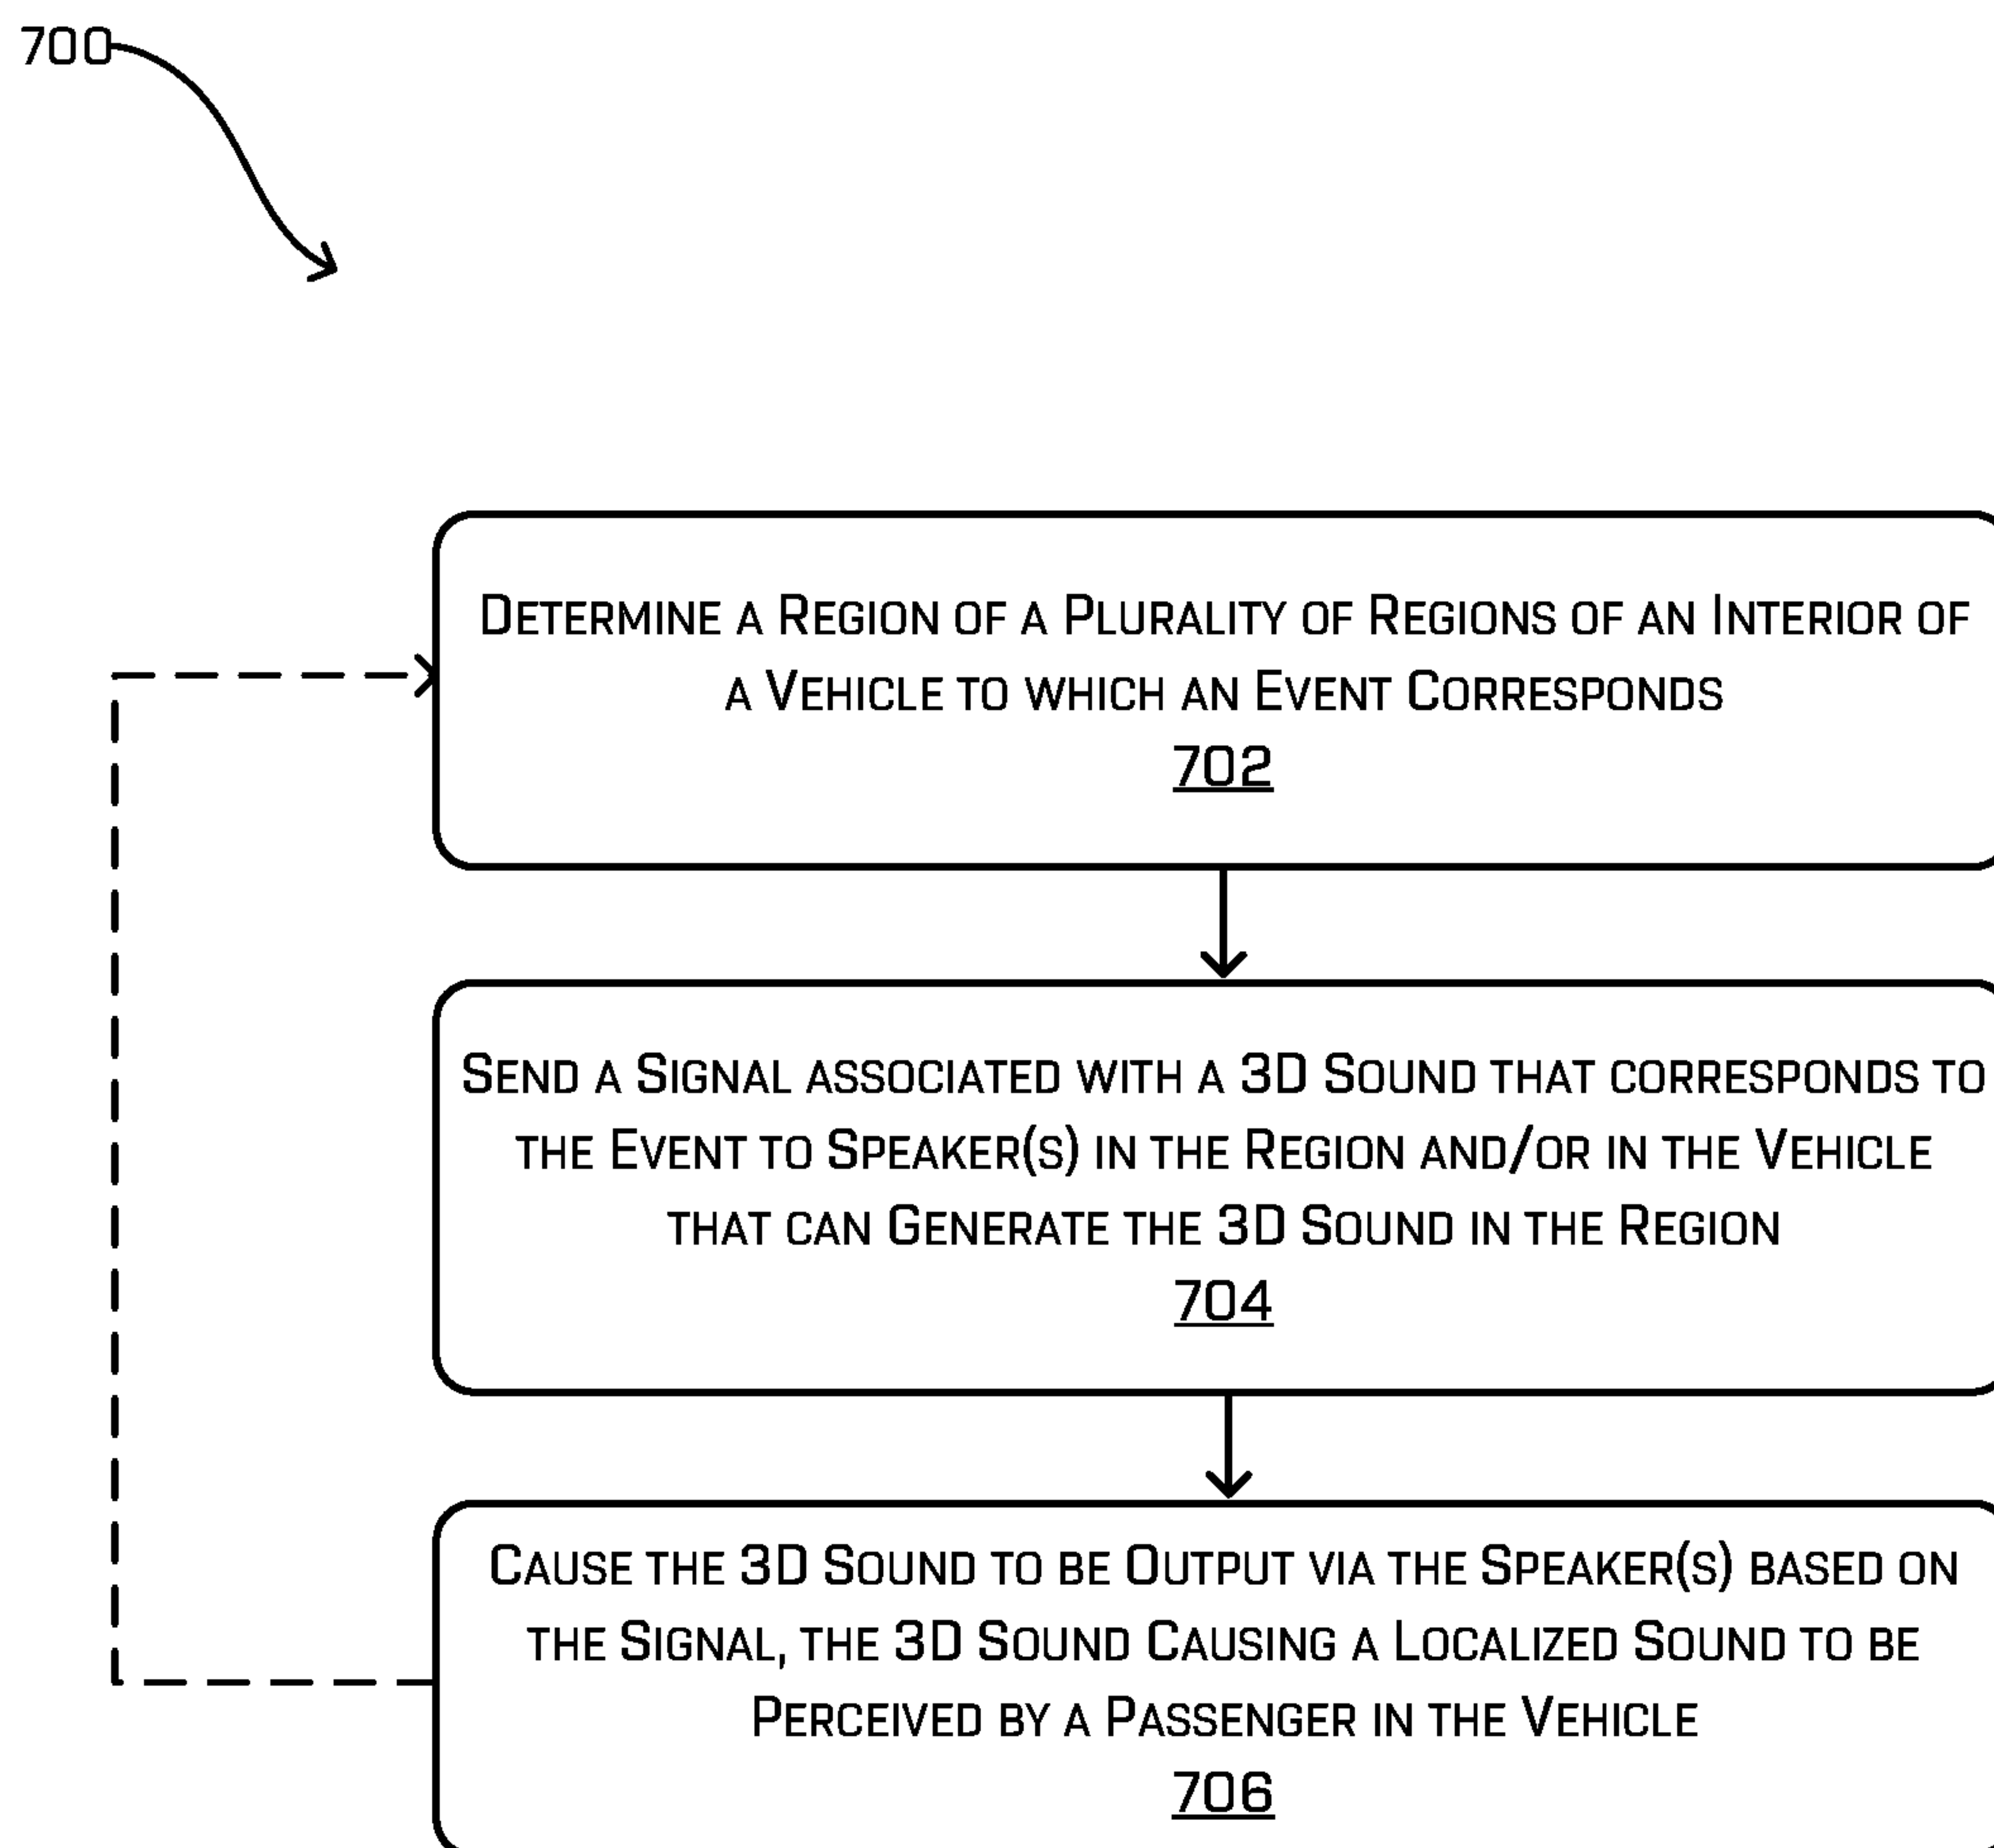 700
Determine a Region of a Plurality of Regions of an Interior of
a Vehicle to which an Event Corresponds
702
Send a Signal associated with a 3D Sound that corresponds to
the Event to Speaker(s) in the Region and/or in the Vehicle
that can Generate the 3D Sound in the Region
704
Cause the 3D Sound to be Output via the Speaker(s) based on
the Signal, the 3D Sound Causing a Localized Sound to be
Perceived by a Passenger in the Vehicle
706